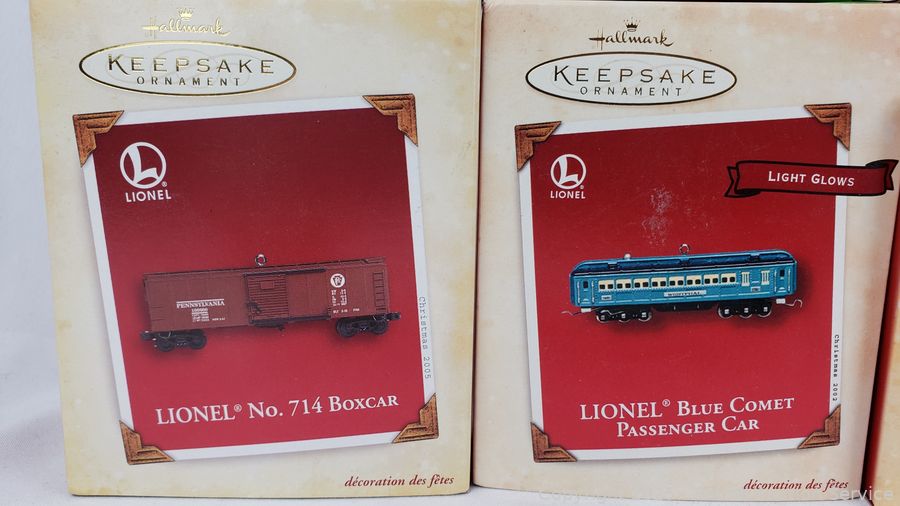 Hallmark
KEEPSAKE
ORNAMENT
LIONEL®
PENNSYLVANIA
Christmas 2005
LIONEL® No. 714 BOXCAR
décoration des fêtes
Hallmark
KEEPSAKE
ORNAMENT
LIONEL®
LIGHT GLOWS
Christmas 2002
LIONEL® BLUE COMET
PASSENGER CAR
décoration des fêtes